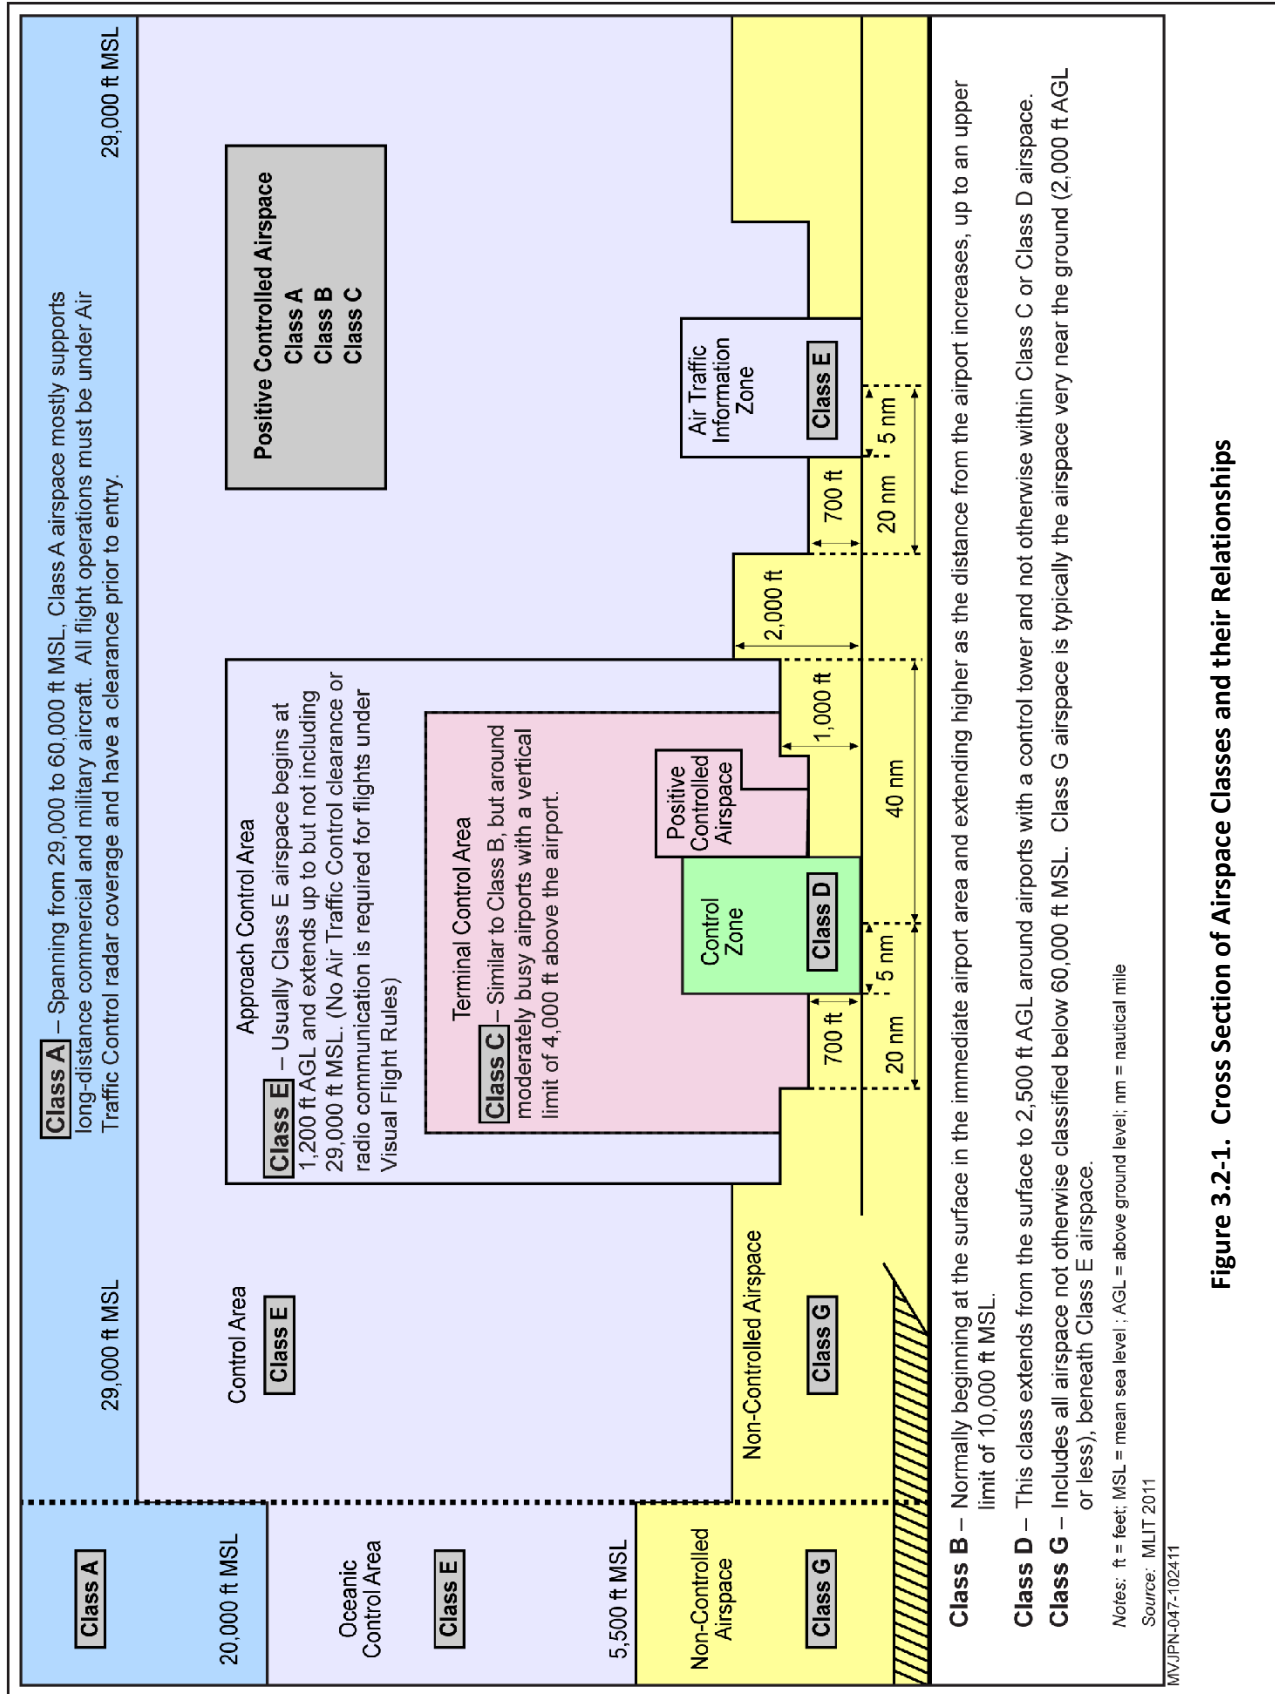 Class A – Spanning from 29,000 to 60,000 ft MSL, Class A airspace mostly supports
long-distance commercial and military aircraft. All flight operations must be under Air
Traffic Control radar coverage and have a clearance prior to entry.
Class A
29,000 ft MSL
29,000 ft MSL
20,000 ft MSL
Oceanic
Control Area
Class E
5,500 ft MSL
Non-Controlled
Airspace
Class G
Control Area
Class E
Non-Controlled Airspace
Class G
Approach Control Area
Class E – Usually Class E airspace begins at
1,200 ft AGL and extends up to but not including
29,000 ft MSL. (No Air Traffic Control clearance or
radio communication is required for flights under
Visual Flight Rules)
Terminal Control Area
Class C – Similar to Class B, but around
moderately busy airports with a vertical
limit of 4,000 ft above the airport.
Control
Zone
Class D
Positive
Controlled
Airspace
700 ft
5 nm
20 nm
1,000 ft
40 nm
2,000 ft
Positive Controlled Airspace
Class A
Class B
Class C
Air Traffic
Information
Zone
Class E
700 ft
5 nm
20 nm
Class B – Normally beginning at the surface in the immediate airport area and extending higher as the distance from the airport increases, up to an upper
limit of 10,000 ft MSL.
Class D – This class extends from the surface to 2,500 ft AGL around airports with a control tower and not otherwise within Class C or Class D airspace.
Class G – Includes all airspace not otherwise classified below 60,000 ft MSL. Class G airspace is typically the airspace very near the ground (2,000 ft AGL
or less), beneath Class E airspace.
Notes: ft = feet; MSL = mean sea level ; AGL = above ground level; nm = nautical mile
Source: MLIT 2011
MVJPN-047-102411
Figure 3.2-1. Cross Section of Airspace Classes and their Relationships